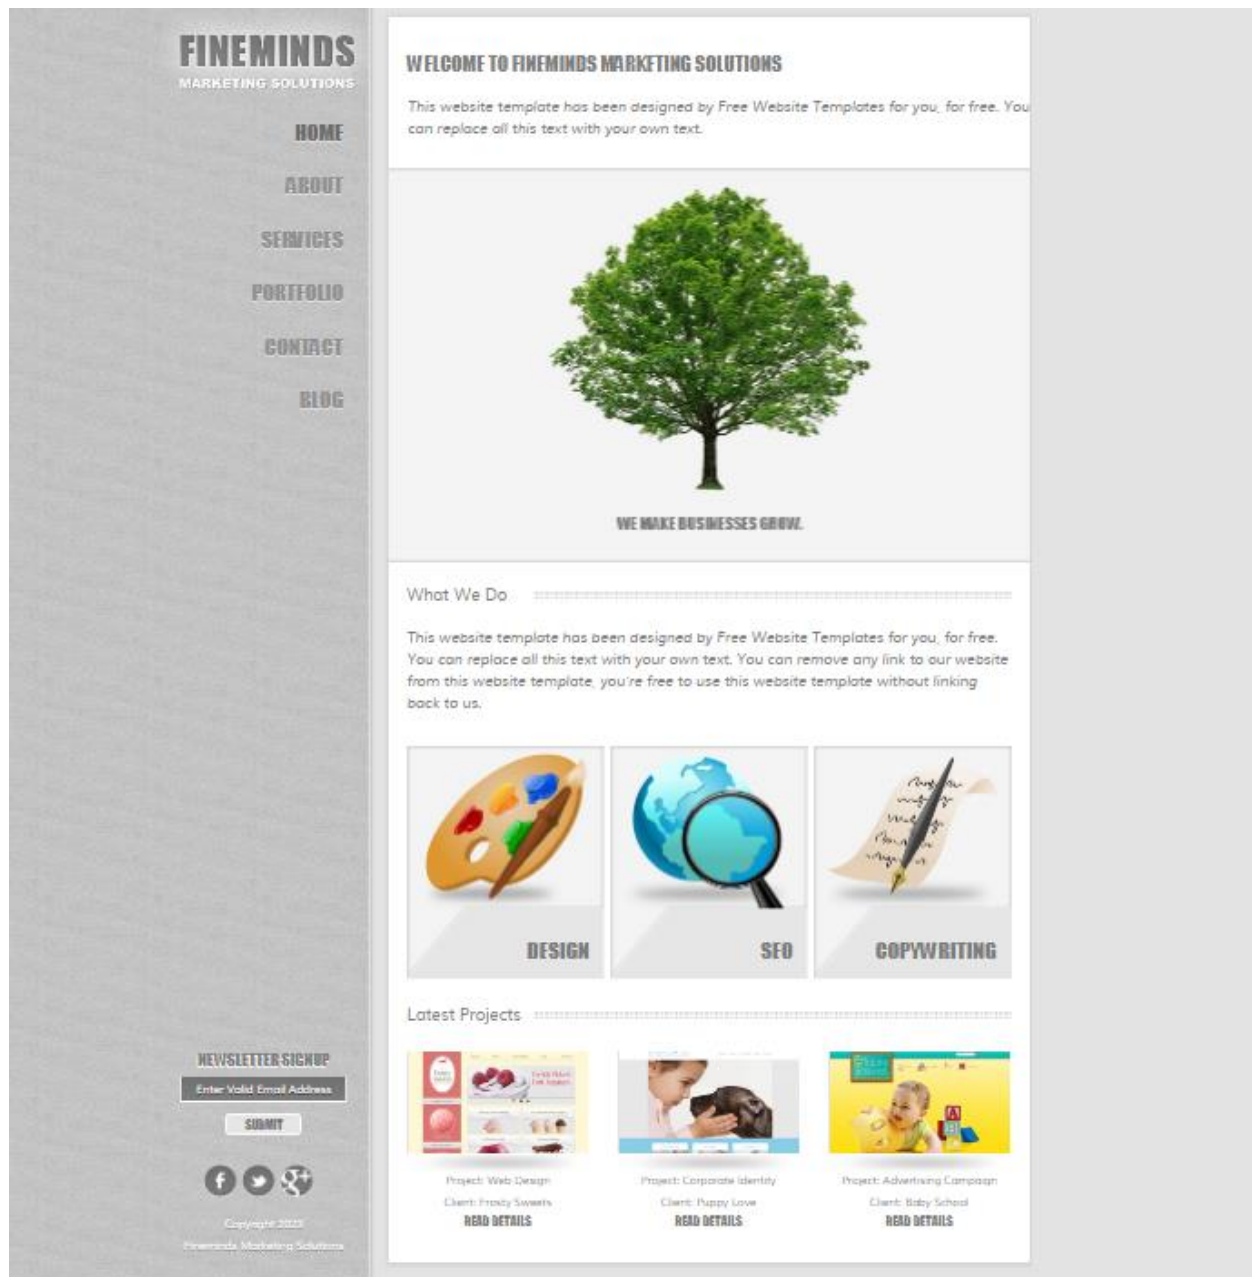 FINEMINDS
MARKETING SOLUTIONS
HOME
ABOUT
SERVICES
PORTFOLIO
CONTACT
BLOG
NEWSLETTER SIGNUP
Enter Valid Email Address
SUBMIT
Copyright 2023
Fineminds Marketing Solutions
WELCOME TO FINEMINDS MARKETING SOLUTIONS
This website template has been designed by Free Website Templates for you, for free. You
can replace all this text with your own text.
WE MAKE BUSINESSES GROW.
What We Do
This website template has been designed by Free Website Templates for you, for free.
You can replace all this text with your own text. You can remove any link to our website
from this website template, you're free to use this website template without linking
back to us.
DESIGN
SEO
COPYWRITING
Latest Projects
Project: Web Design
Client: Frosty Sweets
READ DETAILS
Project: Corporate Identity
Client: Puppy Love
READ DETAILS
Project: Advertising Campaign
Client: Baby School
READ DETAILS